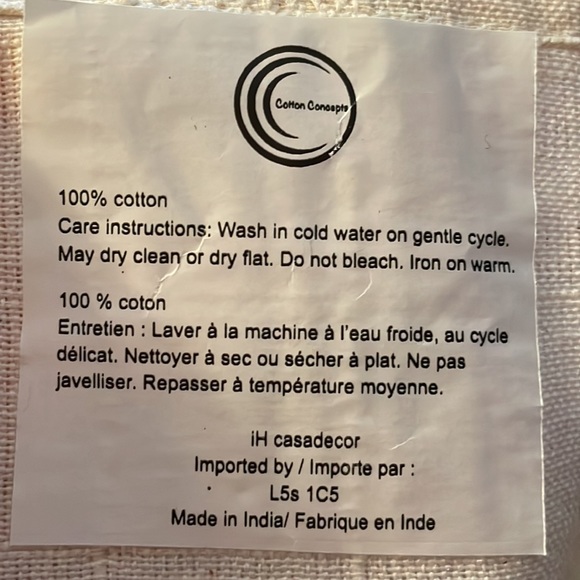 Cotton Concepts
100% cotton
Care instructions: Wash in cold water on gentle cycle.
May dry clean or dry flat. Do not bleach. Iron on warm.
100 % coton
Entretien : Laver à la machine à l'eau froide, au cycle
délicat. Nettoyer à sec ou sécher à plat. Ne pas
javelliser. Repasser à température moyenne.
iH casadecor
Imported by / Importe par :
L5s 1C5
Made in India/ Fabrique en Inde